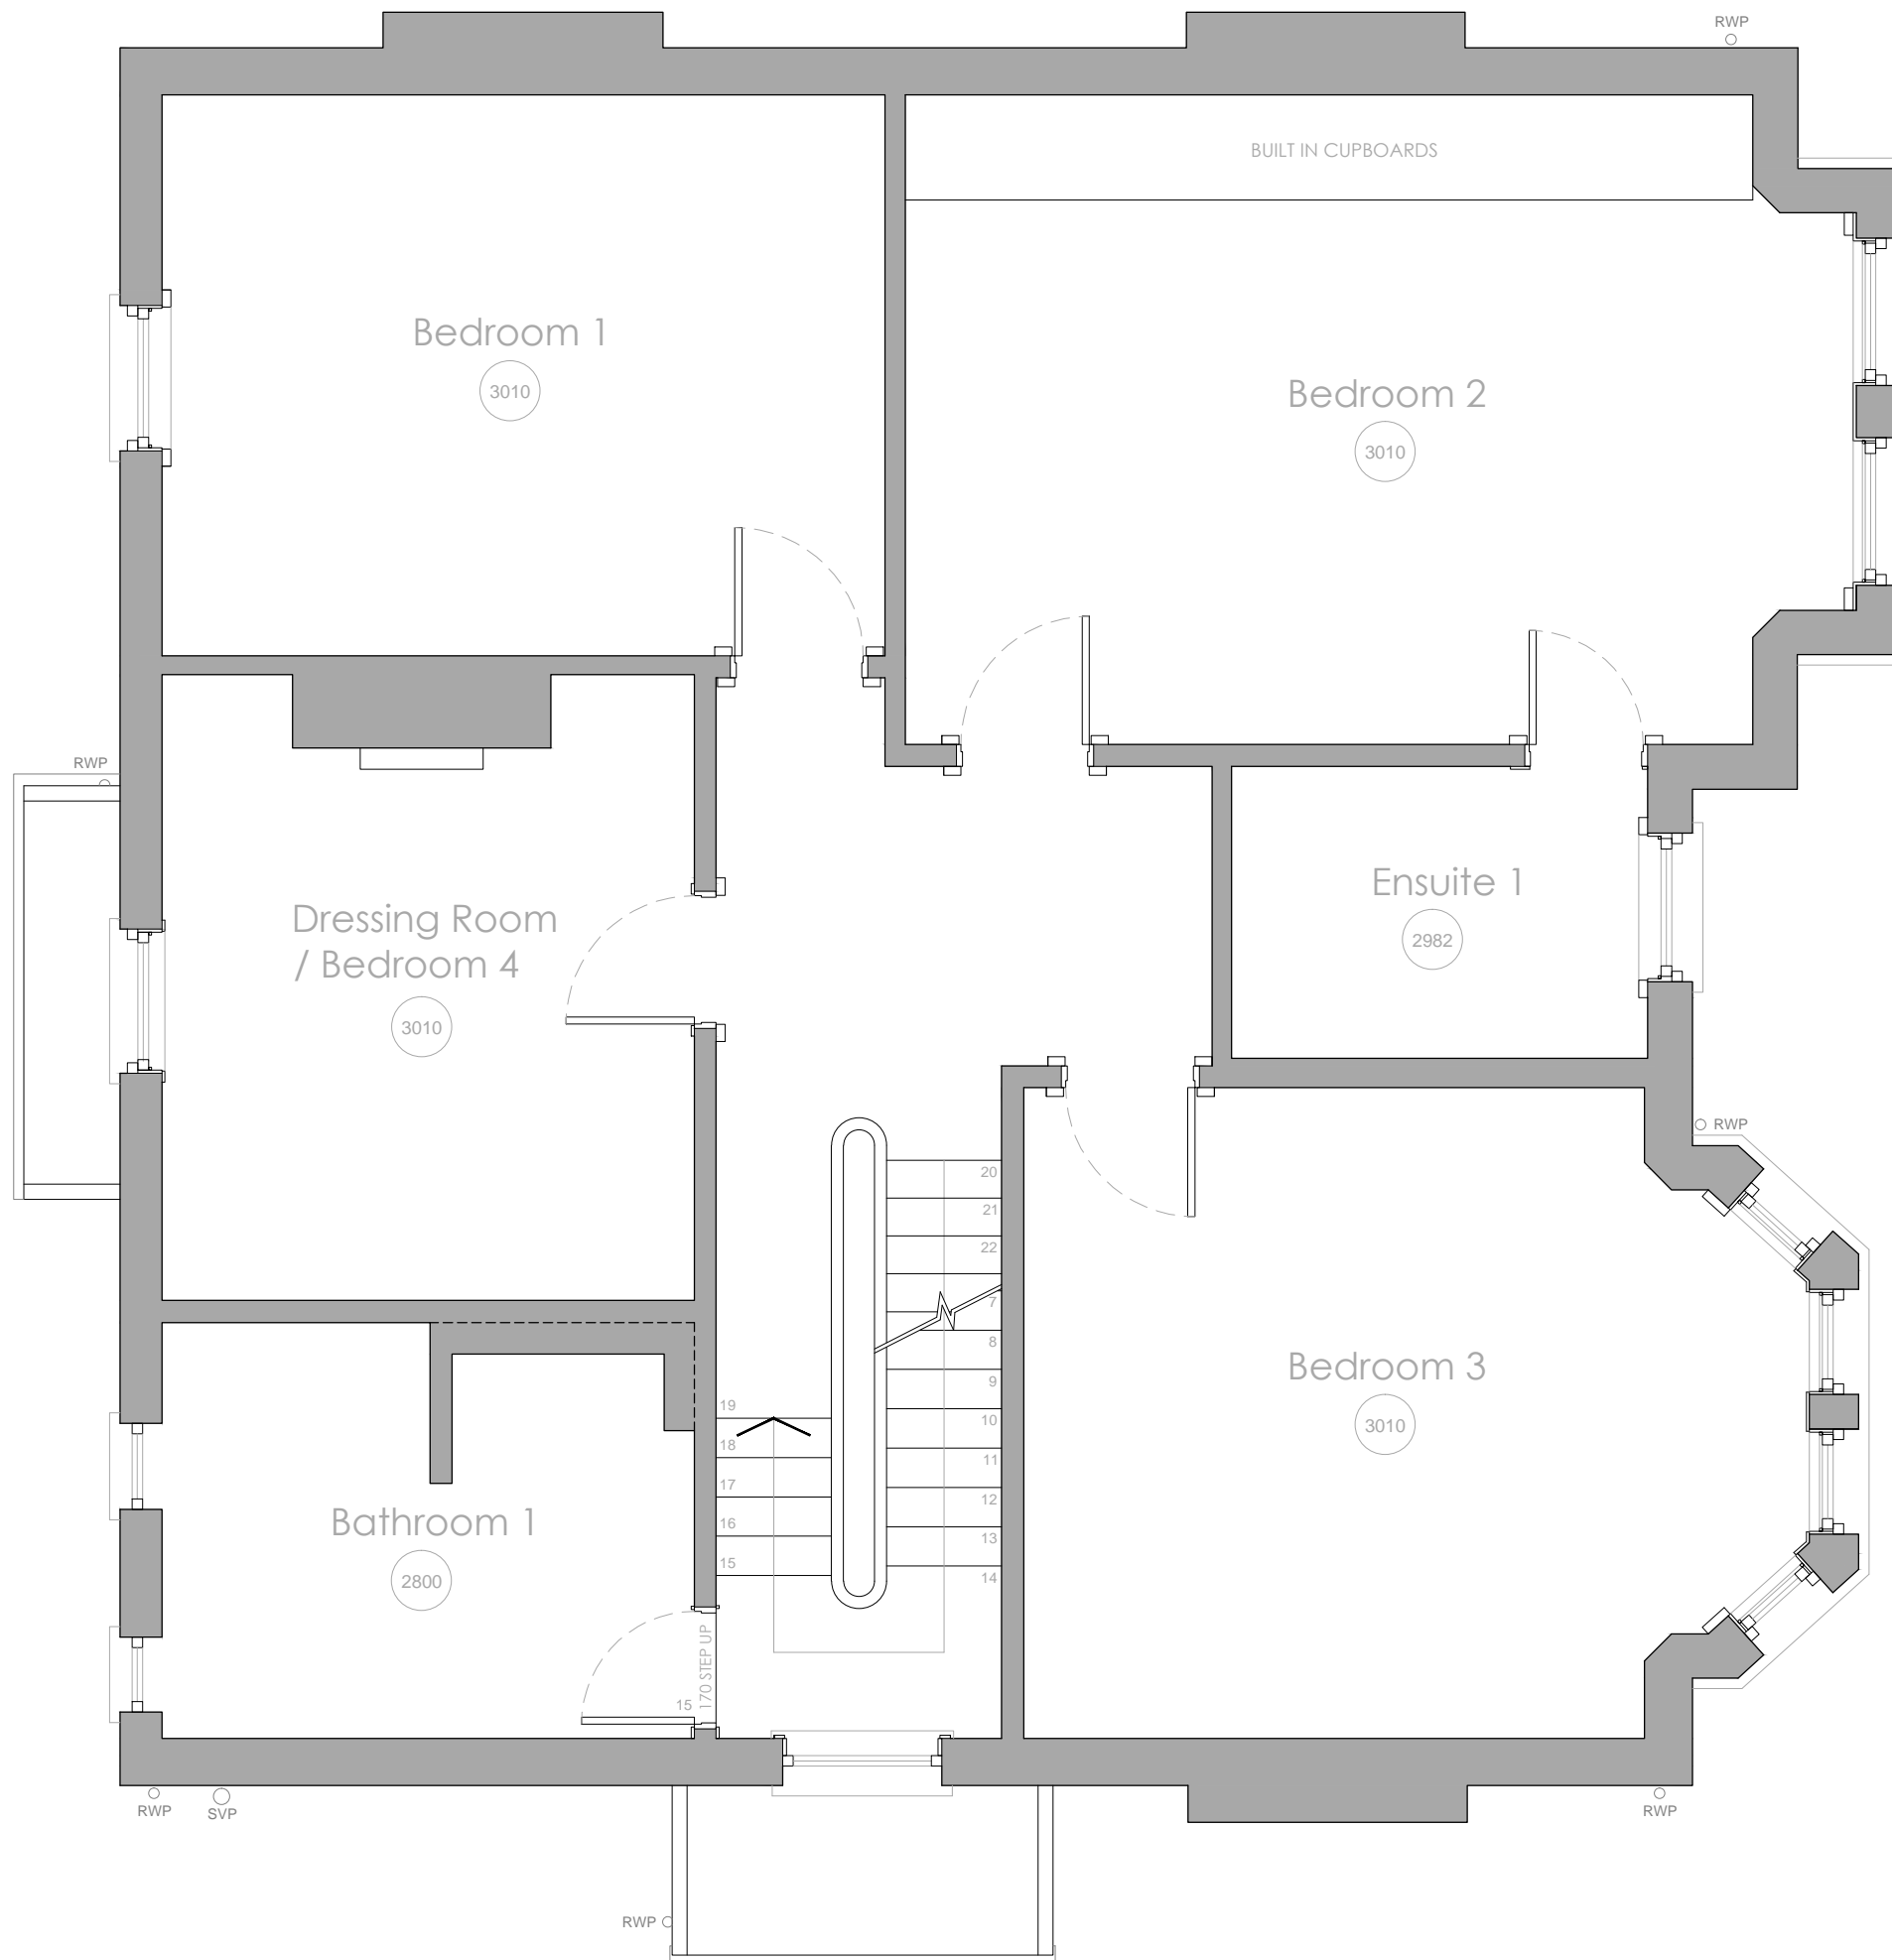 RWP
BUILT IN CUPBOARDS
Bedroom 1
3010
Bedroom 2
3010
RWP
Dressing Room
/ Bedroom 4
3010
Ensuite 1
2982
RWP
20
21
22
7
8
9
10
11
12
13
14
19
18
17
16
15
Bedroom 3
3010
Bathroom 1
2800
170 STEP UP
15
RWP
SVP
RWP
RWP